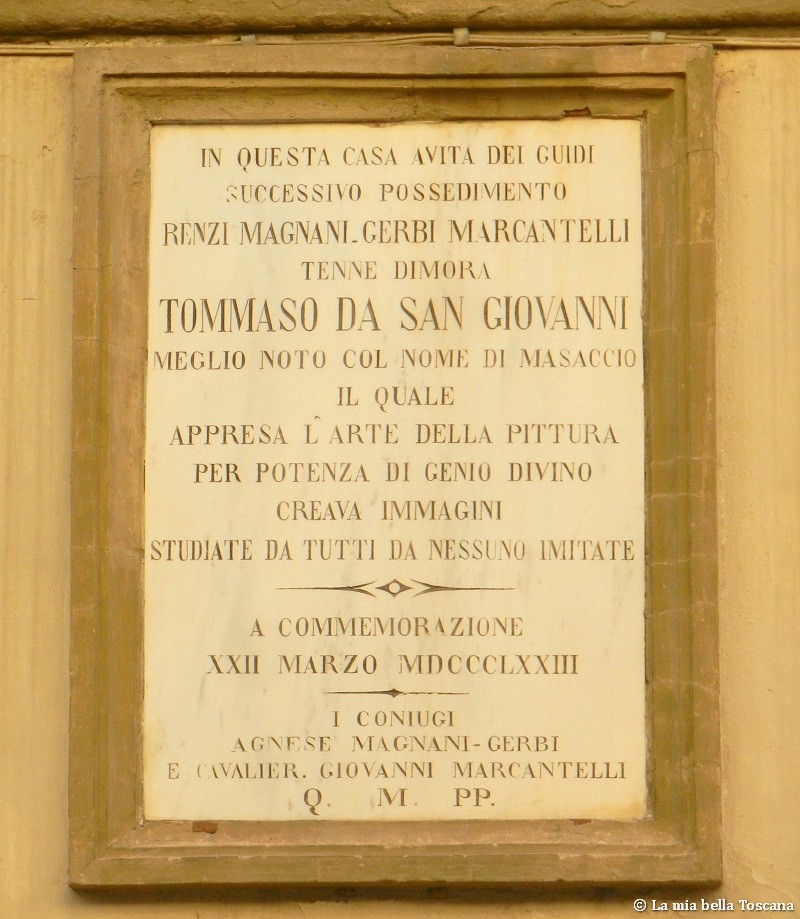 IN QUESTA CASA AVITA DEI GUIDI
SUCCESSIVO POSSEDIMENTO
RENZI MAGNANI-GERBI MARCANTELLI
TENNE DIMORA
TOMMASO DA SAN GIOVANNI
MEGLIO NOTO COL NOME DI MASACCIO
IL QUALE
APPRESA L'ARTE DELLA PITTURA
PER POTENZA DI GENIO DIVINO
CREAVA IMMAGINI
STUDIATE DA TUTTI DA NESSUNO IMITATE
A COMMEMORAZIONE
XXII MARZO MDCCCLXXIII
I CONIUGI
AGNESE MAGNANI-GERBI
E CAVALIER. GIOVANNI MARCANTELLI
Q. M. PP.
© La mia bella Toscana